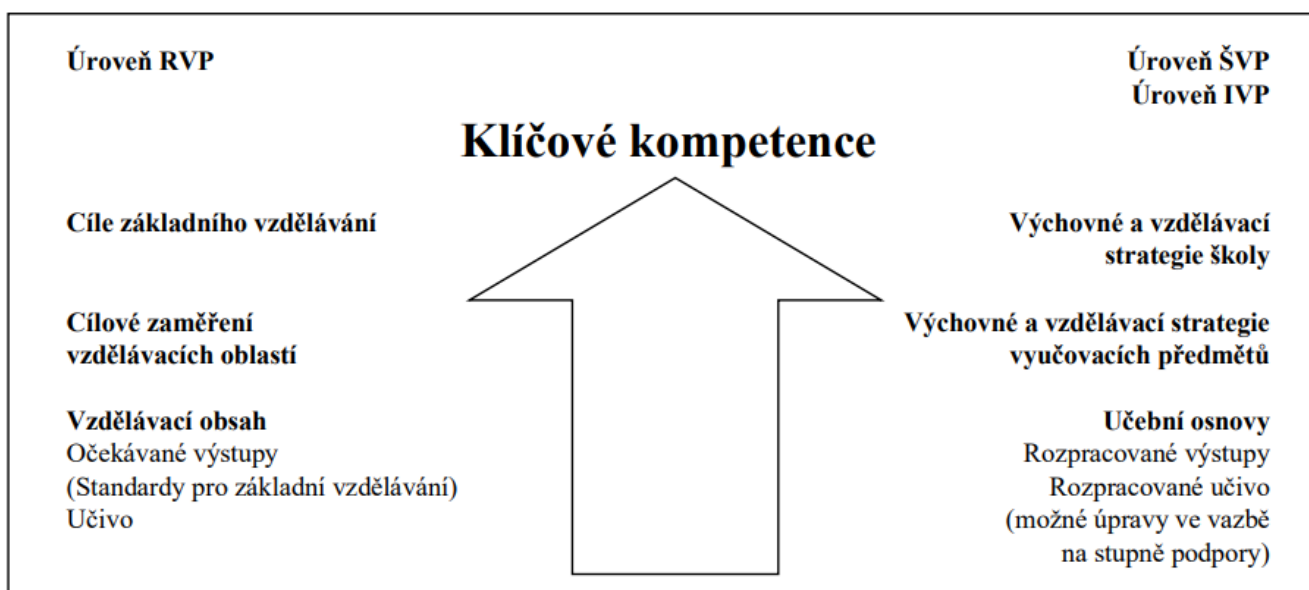 Úroveň RVP
Úroveň ŠVP
Úroveň IVP
Klíčové kompetence
Cíle základního vzdělávání
Výchovné a vzdělávací
strategie školy
Cílové zaměření
vzdělávacích oblastí
Výchovné a vzdělávací strategie
vyučovacích předmětů
Vzdělávací obsah
Očekávané výstupy
(Standardy pro základní vzdělávání)
Učivo
Učební osnovy
Rozpracované výstupy
Rozpracované učivo
(možné úpravy ve vazbě
na stupně podpory)